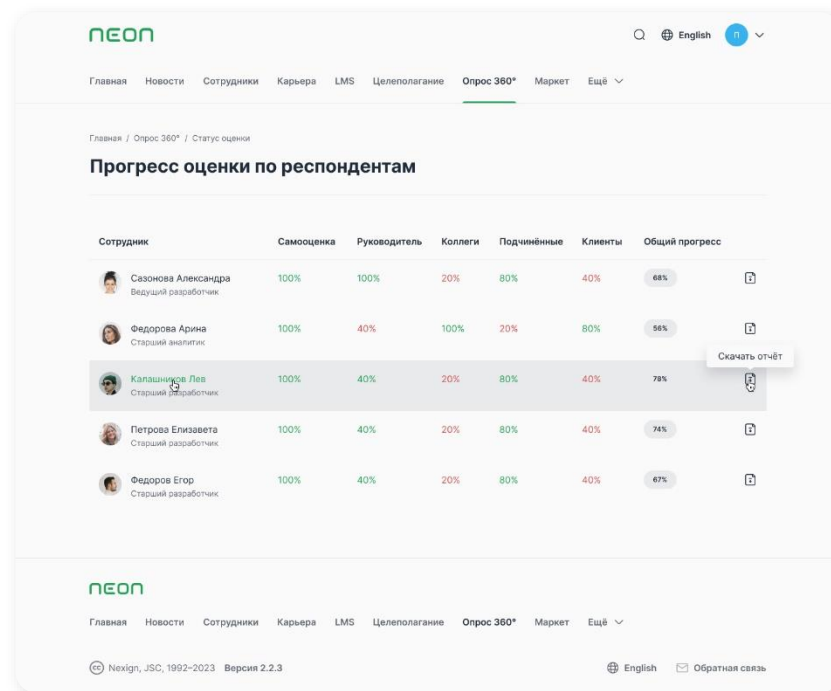 neon
English
П
Главная Новости Сотрудники Карьера LMS Целеполагание Опрос 360° Маркет Ещё
Главная / Опрос 360° / Статус оценки
Прогресс оценки по респондентам
Сотрудник Самооценка Руководитель Коллеги Подчинённые Клиенты Общий прогресс
Сазонова Александра 100% 100% 20% 80% 40% 68%
Ведущий разработчик
Федорова Арина 100% 40% 100% 20% 80% 56%
Старший аналитик
Скачать отчёт
Калашников Лев 100% 40% 20% 80% 40% 78%
Старший разработчик
Петрова Елизавета 100% 40% 20% 80% 40% 74%
Старший разработчик
Федоров Егор 100% 40% 20% 80% 40% 67%
Старший разработчик
neon
Главная Новости Сотрудники Карьера LMS Целеполагание Опрос 360° Маркет Ещё
cc Nexign, JSC, 1992–2023 Версия 2.2.3 English Обратная связь